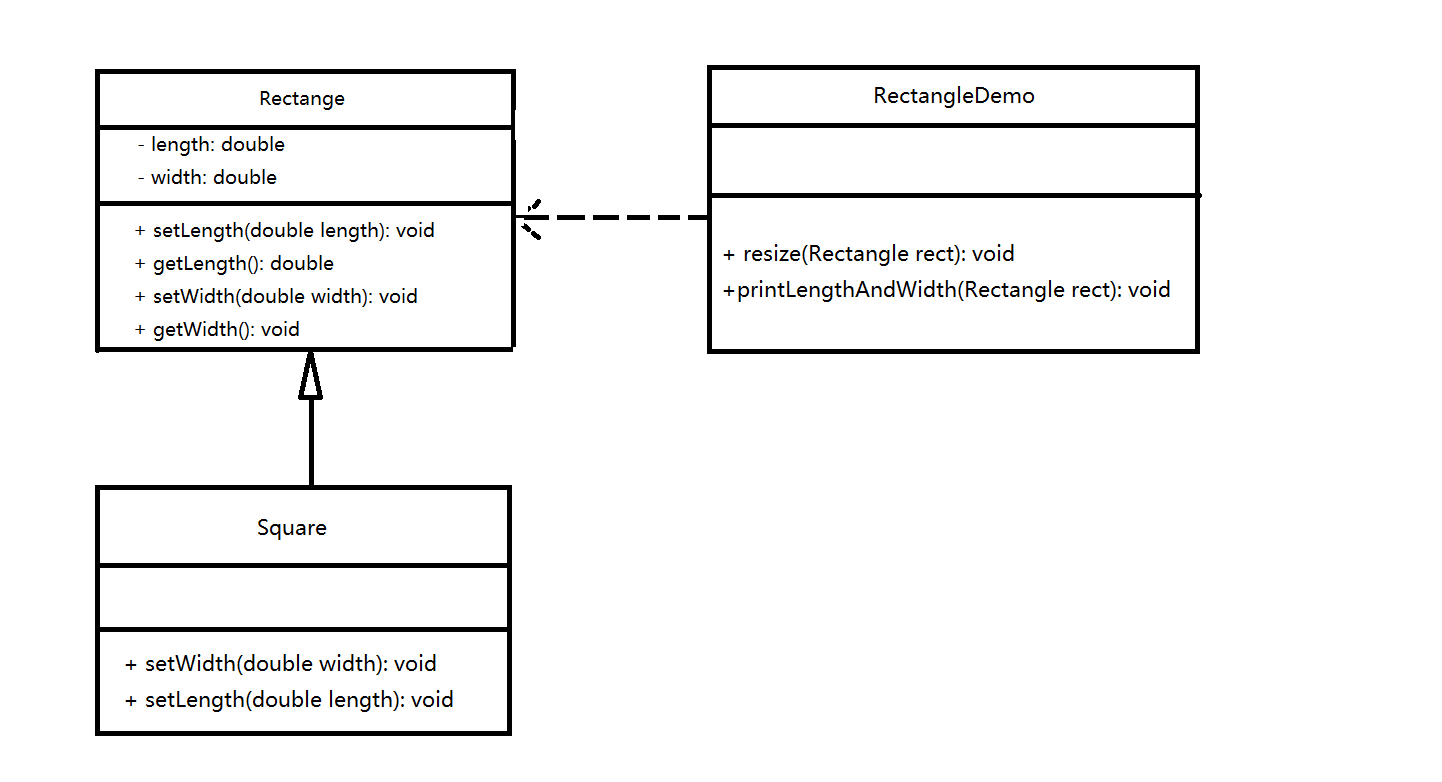 Rectange
- length: double
- width: double
+ setLength(double length): void
+ getLength(): double
+ setWidth(double width): void
+ getWidth(): void
RectangleDemo
+ resize(Rectangle rect): void
+printLengthAndWidth(Rectangle rect): void
Square
+ setWidth(double width): void
+ setLength(double length): void